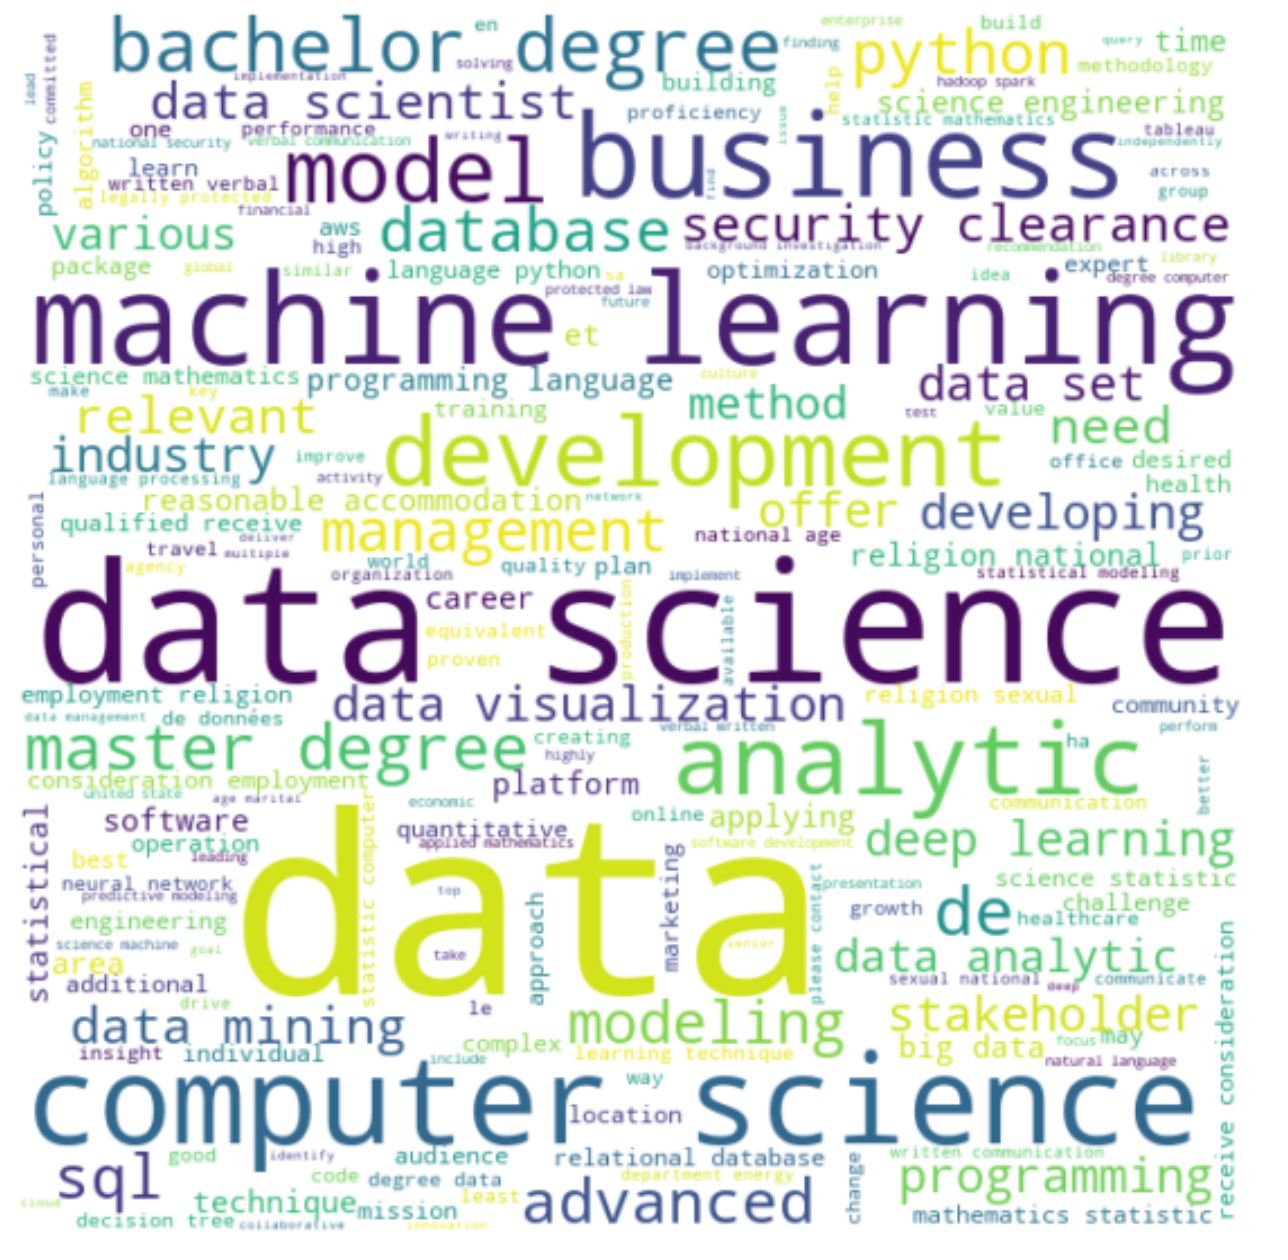 bachelor degree
en
solving
finding
enterprise
build
python
query
time
methodology
lead
committed
implementation
building
help
hadoop spark
algorithm
data scientist
proficiency
issue
science engineering
statistic mathematics
one
performance
writing
tableau
national security
verbal communication
independently
policy
learn
model
business
across
written verbal
find
group
legally protected
financial
various
aws
high
database
security clearance
background investigation
recommendation
package
global
similar
language python
sa
optimization
idea
expert
library
degree computer
protected law
future
machine learning
et
science mathematics
programming language
culture
data set
make
key
relevant
training
method
test
value
need
industry
improve
development
office
desired
language processing
activity
health
reasonable accommodation
network
offer
developing
personal
qualified receive
deliver
management
national age
travel
multiple
religion national
prior
agency
world
quality
plan
organization
implement
statistical modeling
data science
career
equivalent
proven
production
available
employment religion
data visualization
religion sexual
community
data management
de données
verbal written
perform
master degree
creating
highly
analytic
ha
consideration employment
platform
better
united state
age marital
economic
communication
statistical
software
quantitative
online
applying
operation
applied mathematics
software development
deep learning
best
leading
data
statistic computer
neural network
predictive modeling
top
marketing
please contact
presentation
science statistic
challenge
engineering
approach
growth
de
healthcare
science machine
goal
take
senior
data analytic
area
additional
sexual national
deep
communicate
receive consideration
drive
le
data mining
modeling
stakeholder
complex
learning technique
big data
focus
may
insight
individual
include
natural language
computer science
way
location
sql
good
identify
audience
relational database
written communication
code
degree data
department energy
change
programming
cloud
technique
mission
least
advanced
decision tree
collaborative
innovation
mathematics statistic